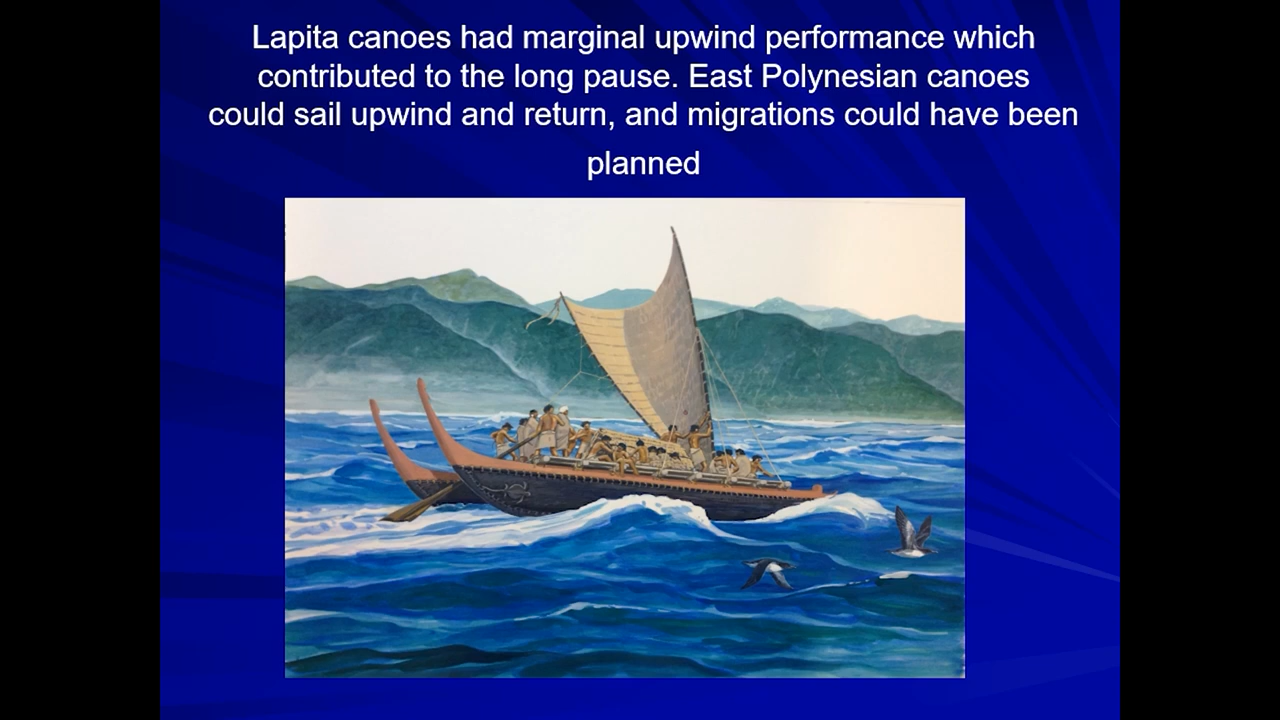 Lapita canoes had marginal upwind performance which
contributed to the long pause. East Polynesian canoes
could sail upwind and return, and migrations could have been
planned